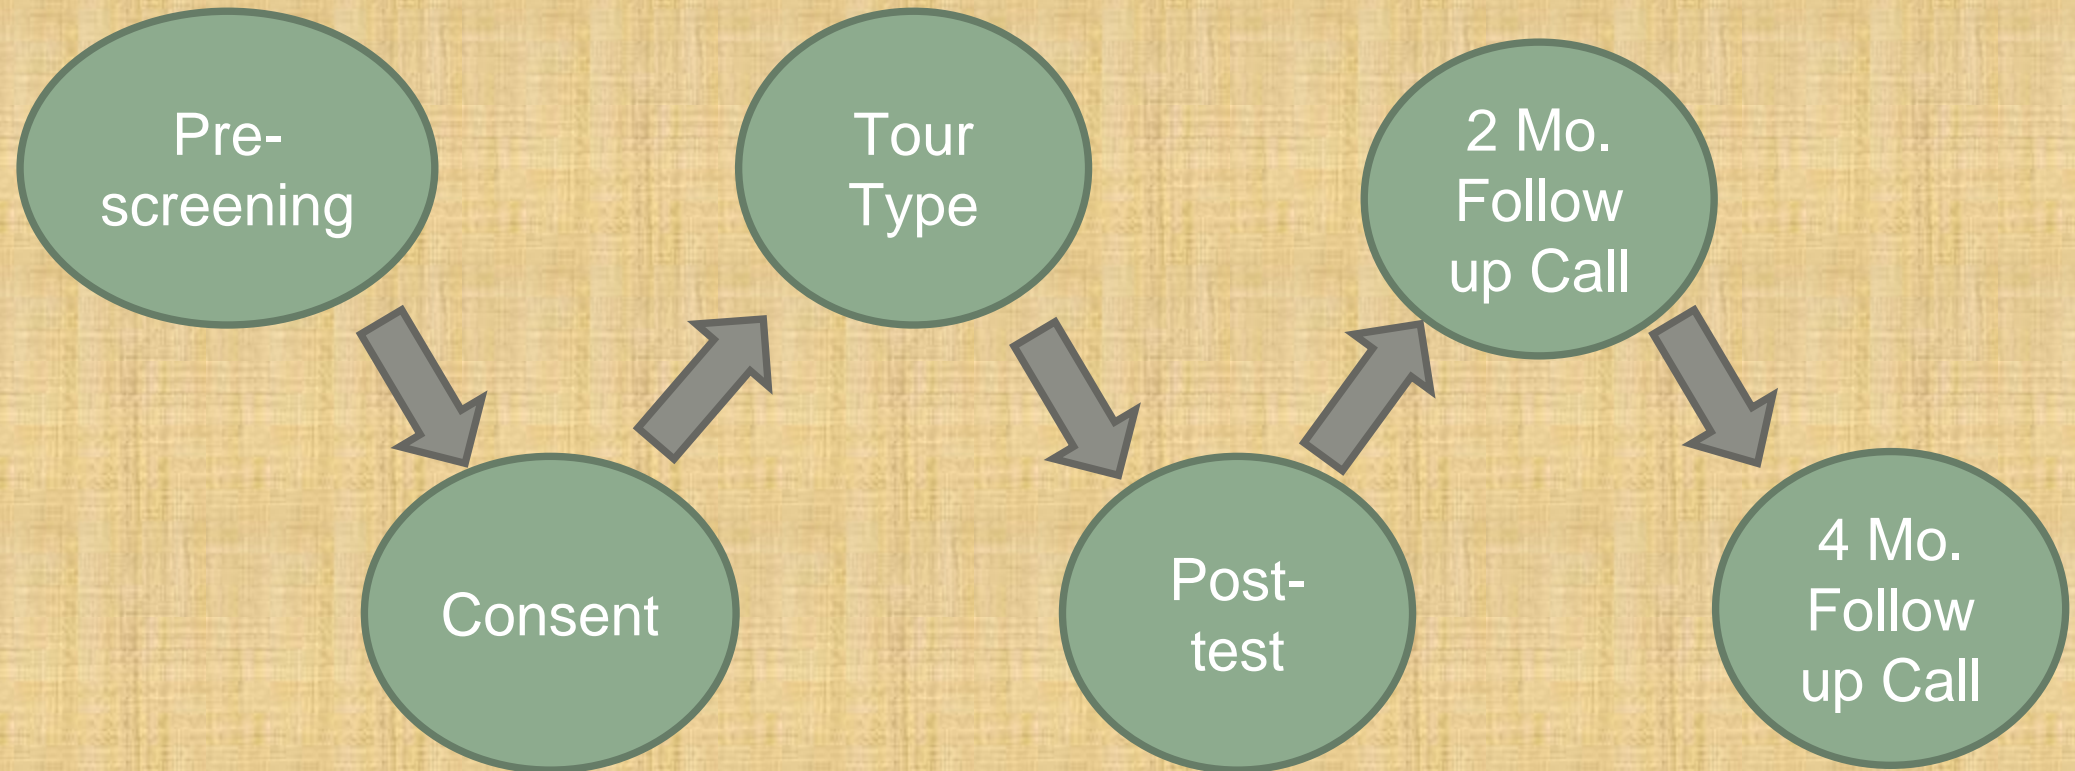 Pre-
screening
Consent
Tour
Type
Post-
test
2 Mo.
Follow
up Call
4 Mo.
Follow
up Call